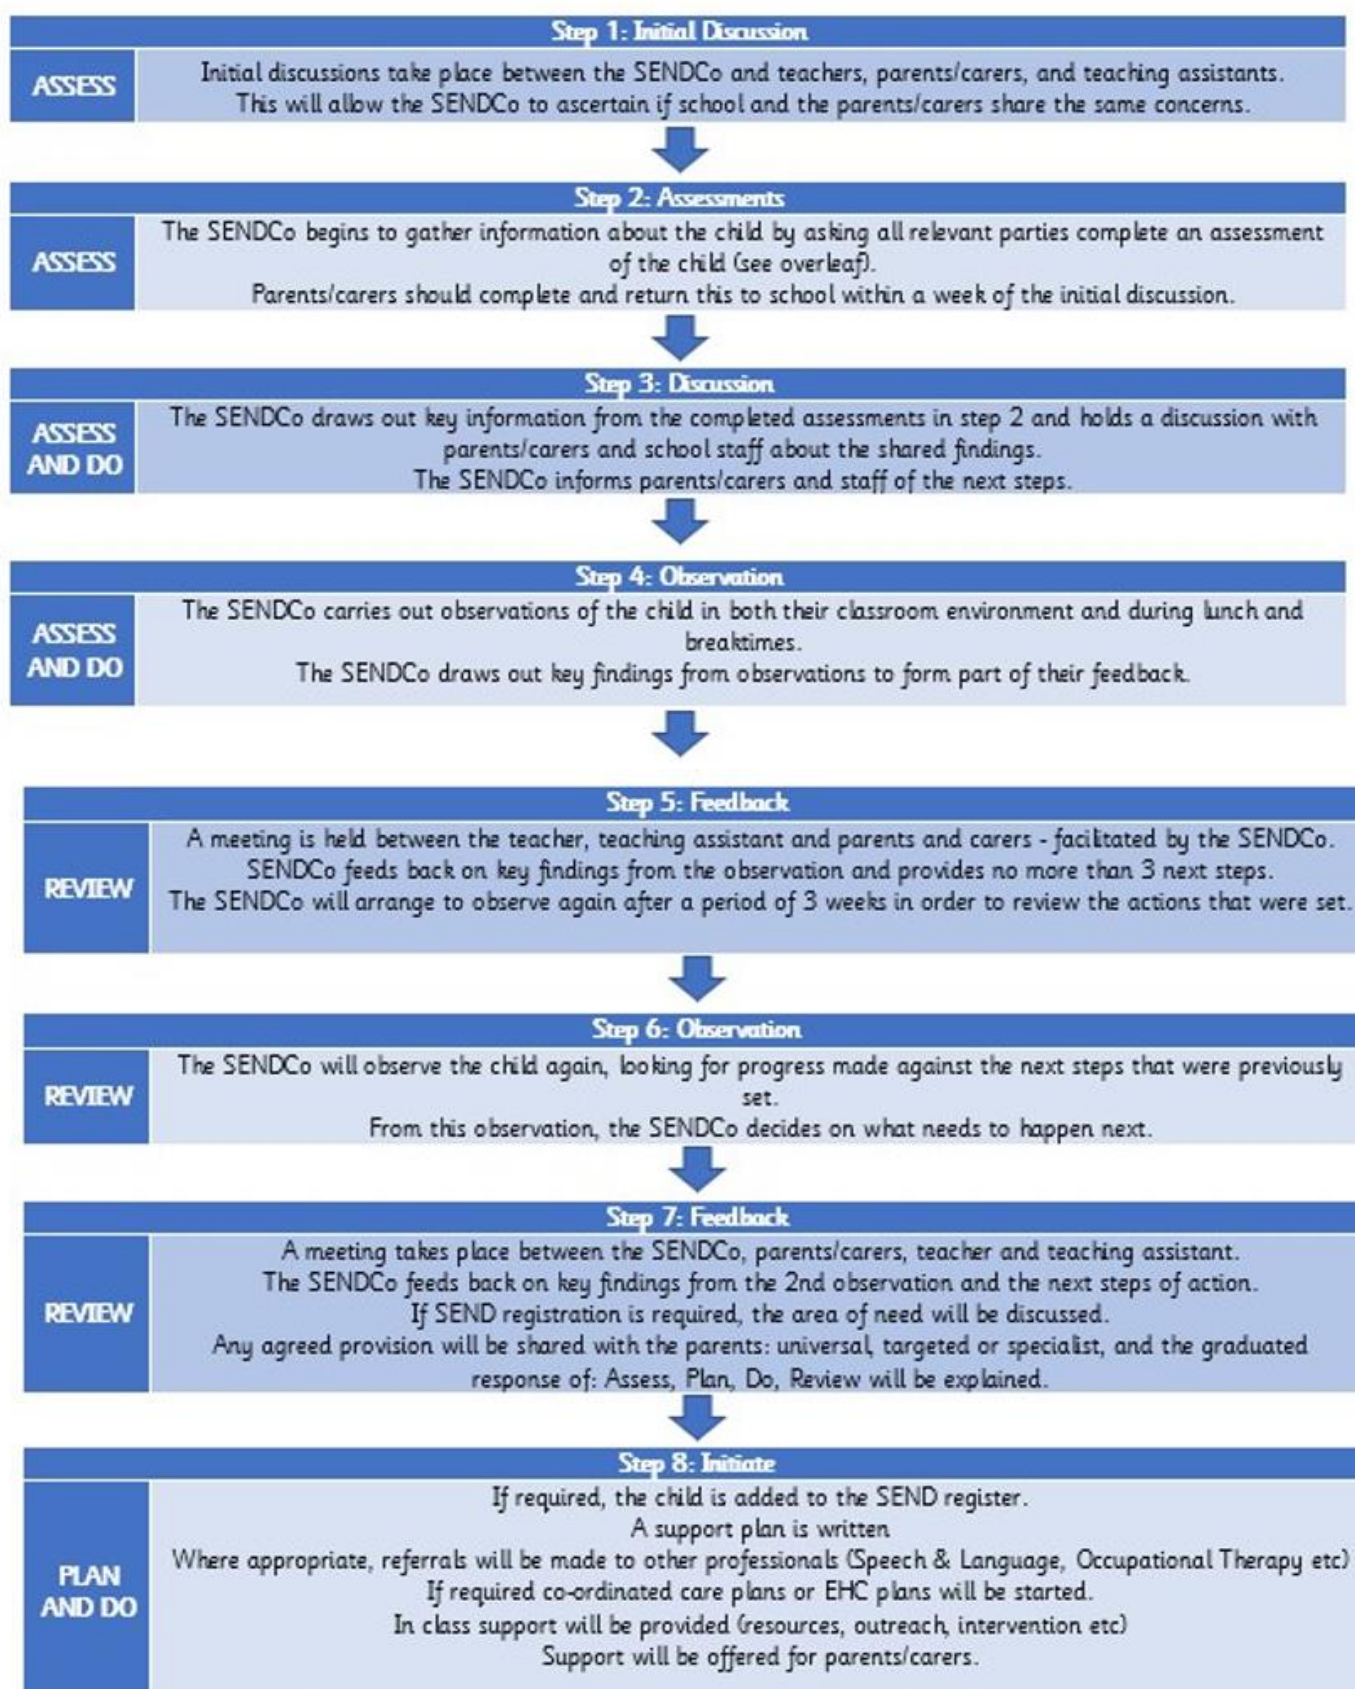 Step 1: Initial Discussion
ASSESS
Initial discussions take place between the SENDCo and teachers, parents/carers, and teaching assistants.
This will allow the SENDCo to ascertain if school and the parents/carers share the same concerns.
Step 2: Assessments
ASSESS
The SENDCo begins to gather information about the child by asking all relevant parties complete an assessment
of the child (see overleaf).
Parents/carers should complete and return this to school within a week of the initial discussion.
Step 3: Discussion
ASSESS
AND DO
The SENDCo draws out key information from the completed assessments in step 2 and holds a discussion with
parents/carers and school staff about the shared findings.
The SENDCo informs parents/carers and staff of the next steps.
Step 4: Observation
ASSESS
AND DO
The SENDCo carries out observations of the child in both their classroom environment and during lunch and
breaktimes.
The SENDCo draws out key findings from observations to form part of their feedback.
Step 5: Feedback
REVIEW
A meeting is held between the teacher, teaching assistant and parents and carers - facilitated by the SENDCo.
SENDCo feeds back on key findings from the observation and provides no more than 3 next steps.
The SENDCo will arrange to observe again after a period of 3 weeks in order to review the actions that were set.
Step 6: Observation
REVIEW
The SENDCo will observe the child again, looking for progress made against the next steps that were previously
set.
From this observation, the SENDCo decides on what needs to happen next.
Step 7: Feedback
REVIEW
A meeting takes place between the SENDCo, parents/carers, teacher and teaching assistant.
The SENDCo feeds back on key findings from the 2nd observation and the next steps of action.
If SEND registration is required, the area of need will be discussed.
Any agreed provision will be shared with the parents: universal, targeted or specialist, and the graduated
response of: Assess, Plan, Do, Review will be explained.
Step 8: Initiate
PLAN
AND DO
If required, the child is added to the SEND register.
A support plan is written
Where appropriate, referrals will be made to other professionals (Speech & Language, Occupational Therapy etc)
If required co-ordinated care plans or EHC plans will be started.
In class support will be provided (resources, outreach, intervention etc)
Support will be offered for parents/carers.